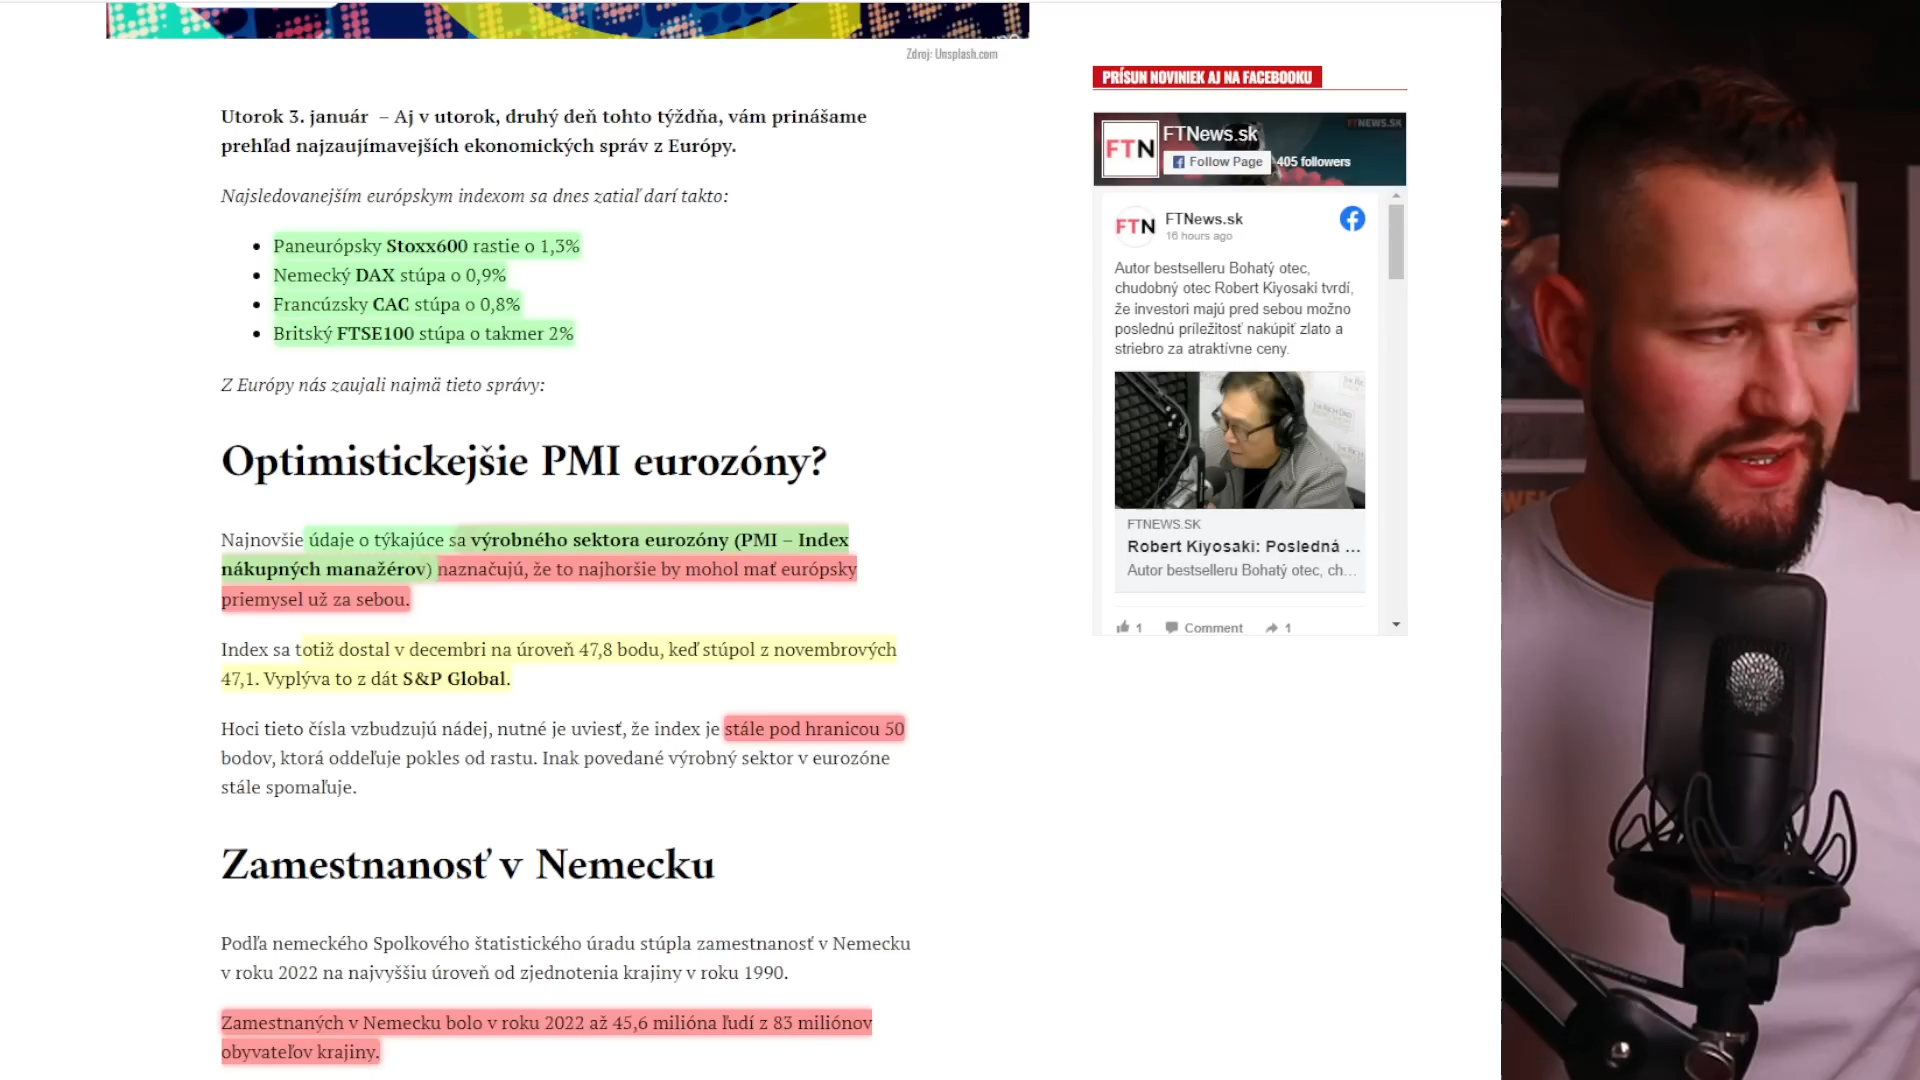 Zdroj: Unsplash.com
Utorok 3. január – Aj v utorok, druhý deň tohto týždňa, vám prinášame
prehľad najzaujímavejších ekonomických správ z Európy.
Najsledovanejším európskym indexom sa dnes zatiaľ darí takto:
Paneurópsky Stoxx600 rastie o 1,3%
Nemecký DAX stúpa o 0,9%
Francúzsky CAC stúpa o 0,8%
Britský FTSE100 stúpa o takmer 2%
Z Európy nás zaujali najmä tieto správy:
Optimistickejšie PMI eurozóny?
Najnovšie údaje o týkajúce sa výrobného sektora eurozóny (PMI – Index
nákupných manažérov) naznačujú, že to najhoršie by mohol mať európsky
priemysel už za sebou.
Index sa totiž dostal v decembri na úroveň 47,8 bodu, keď stúpol z novembrových
47,1. Vyplýva to z dát S&P Global.
Hoci tieto čísla vzbudzujú nádej, nutné je uviesť, že index je stále pod hranicou 50
bodov, ktorá oddeľuje pokles od rastu. Inak povedané výrobný sektor v eurozóne
stále spomaľuje.
Zamestnanosť v Nemecku
Podľa nemeckého Spolkového štatistického úradu stúpla zamestnanosť v Nemecku
v roku 2022 na najvyššiu úroveň od zjednotenia krajiny v roku 1990.
Zamestnaných v Nemecku bolo v roku 2022 až 45,6 milióna ľudí z 83 miliónov
obyvateľov krajiny.
PRÍSUN NOVINIEK AJ NA FACEBOOKU
FTNEWS.SK
FTN
FTNews.sk
Follow Page
405 followers
FTN
FTNews.sk
16 hours ago
Autor bestselleru Bohatý otec,
chudobný otec Robert Kiyosaki tvrdí,
že investori majú pred sebou možno
poslednú príležitosť nakúpiť zlato a
striebro za atraktívne ceny.
THE RICH DAD
FTNEWS.SK
Robert Kiyosaki: Posledná ...
Autor bestselleru Bohatý otec, ch...
1
Comment
1